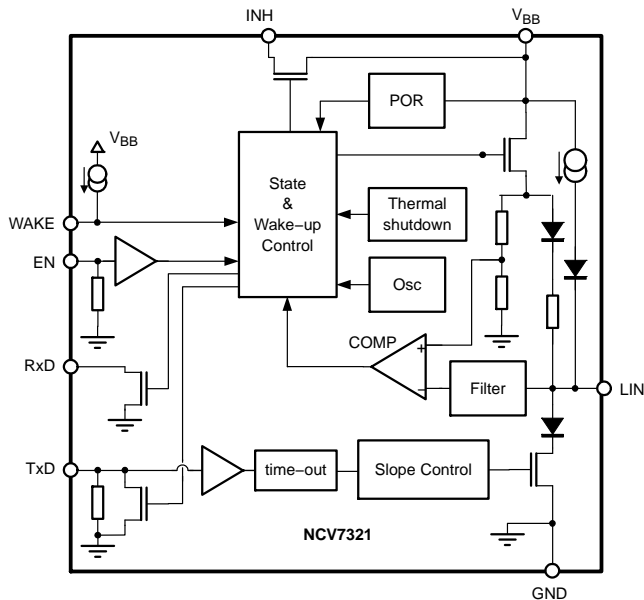 INH
VBB
POR
VBB
State
&
Wake−up
Control
Thermal
shutdown
WAKE
EN
Osc
COMP
+
−
RxD
Filter
LIN
TxD
time−out
Slope Control
NCV7321
GND